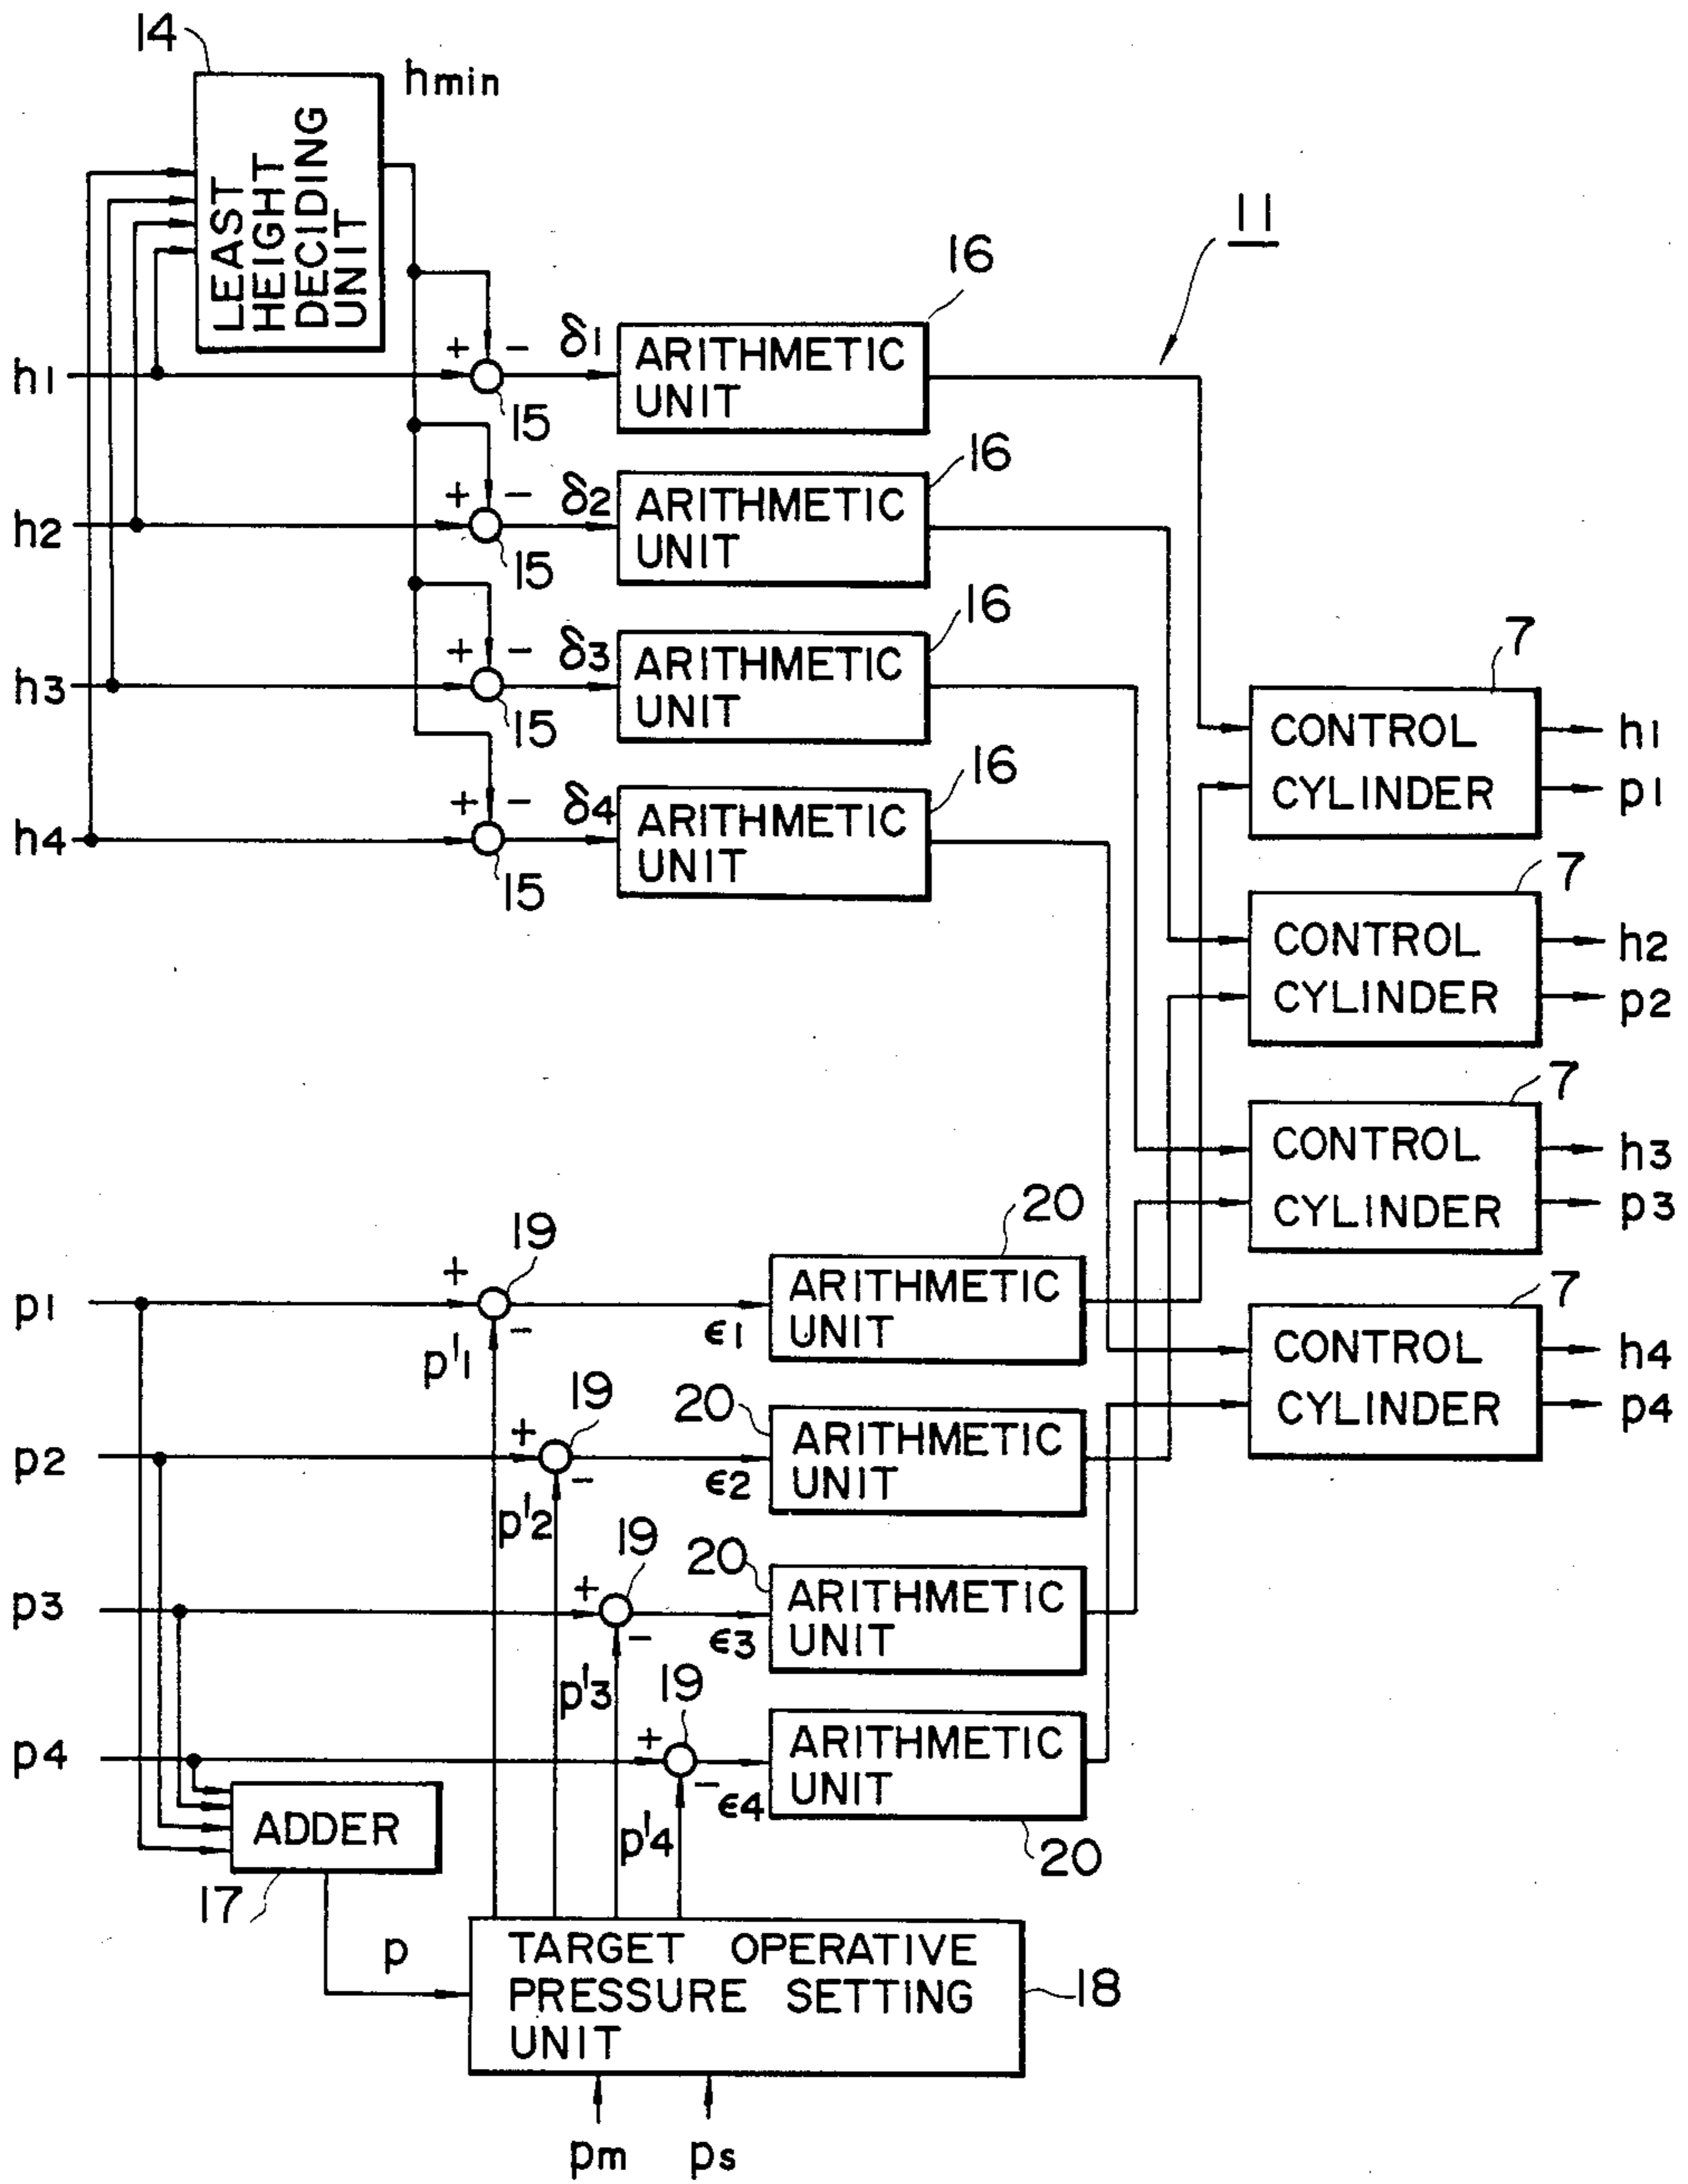 14
hmin
LEAST
HEIGHT
DECIDING
UNIT
11
h1
+
−
δ1
16
ARITHMETIC
UNIT
15
h2
+
−
δ2
16
ARITHMETIC
UNIT
15
h3
+
−
δ3
16
ARITHMETIC
UNIT
15
h4
+
−
δ4
16
ARITHMETIC
UNIT
15
7
CONTROL
CYLINDER
h1
p1
7
CONTROL
CYLINDER
h2
p2
7
CONTROL
CYLINDER
h3
p3
7
CONTROL
CYLINDER
h4
p4
p1
+
19
−
p'1
ϵ1
20
ARITHMETIC
UNIT
p2
+
19
−
p'2
ϵ2
20
ARITHMETIC
UNIT
p3
+
19
−
p'3
ϵ3
20
ARITHMETIC
UNIT
p4
+
19
−
p'4
ϵ4
ARITHMETIC
UNIT
20
ADDER
17
p
TARGET OPERATIVE
PRESSURE SETTING
UNIT
18
pm
ps